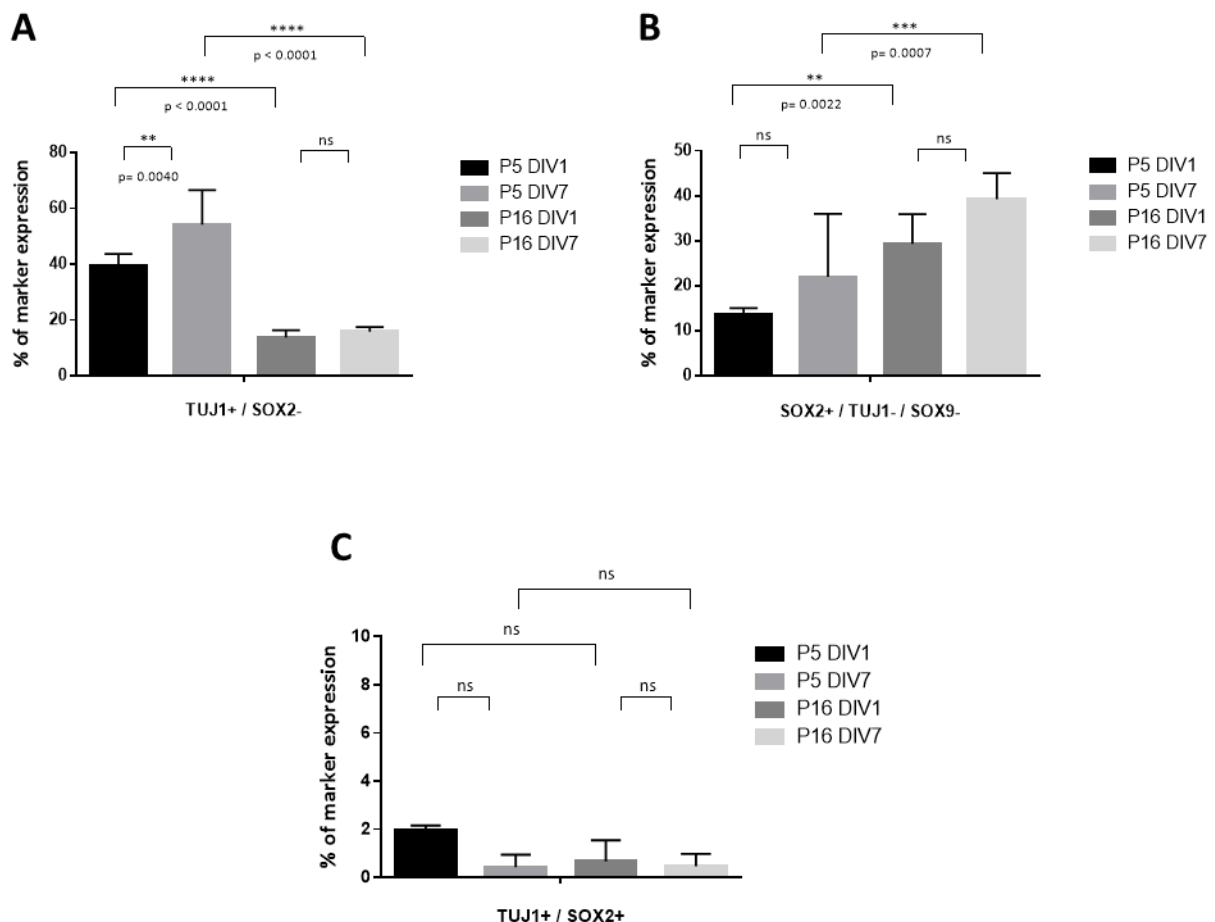 A
****
p < 0.0001
****
p < 0.0001
**
p= 0.0040
ns
80
60
40
20
0
% of marker expression
TUJ1+ / SOX2-
P5 DIV1
P5 DIV7
P16 DIV1
P16 DIV7
B
***
p= 0.0007
**
p= 0.0022
ns
ns
50
40
30
20
10
0
% of marker expression
SOX2+ / TUJ1- / SOX9-
P5 DIV1
P5 DIV7
P16 DIV1
P16 DIV7
C
ns
ns
ns
ns
10
8
6
4
2
0
% of marker expression
TUJ1+ / SOX2+
P5 DIV1
P5 DIV7
P16 DIV1
P16 DIV7